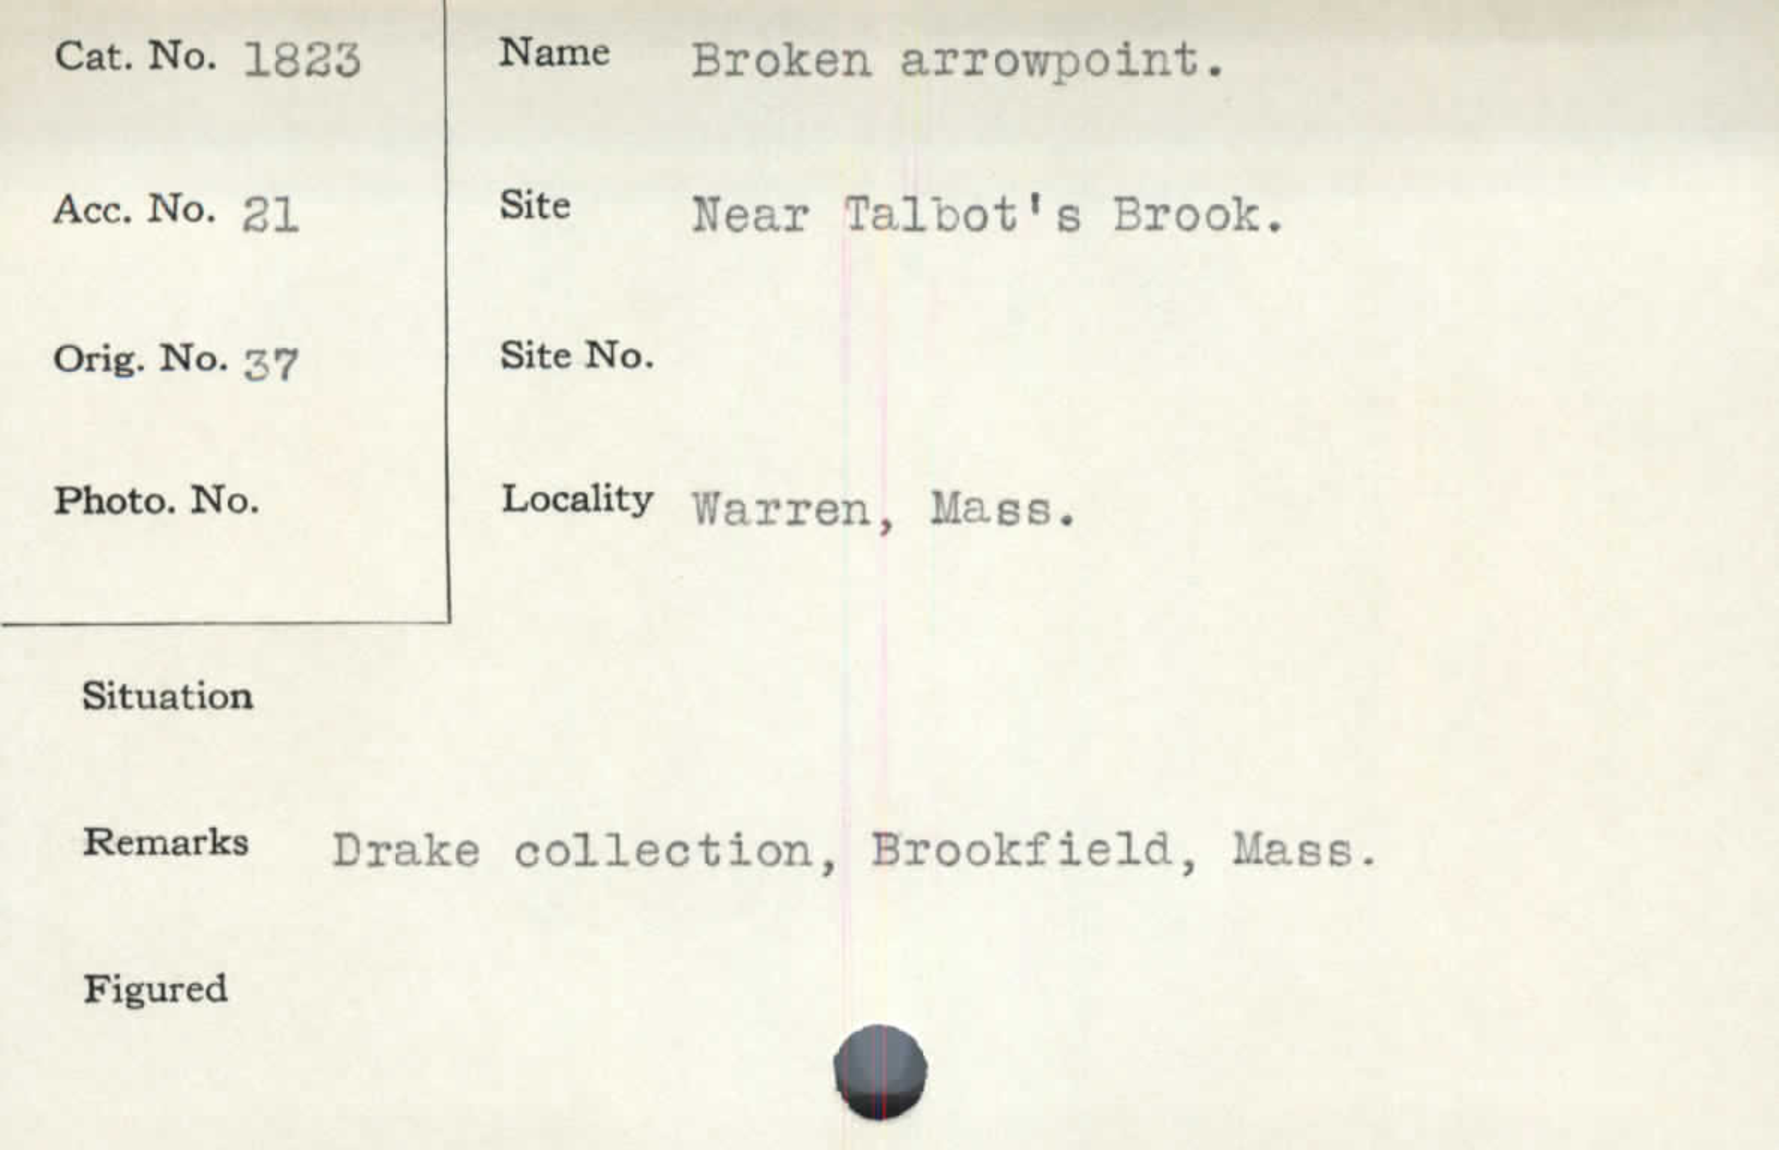 Cat. No. 1823
Name Broken arrowpoint.
Acc. No. 21
Site Near Talbot's Brook.
Orig. No. 37
Site No.
Photo. No.
Locality Warren, Mass.
Situation
Remarks Drake collection, Brookfield, Mass.
Figured